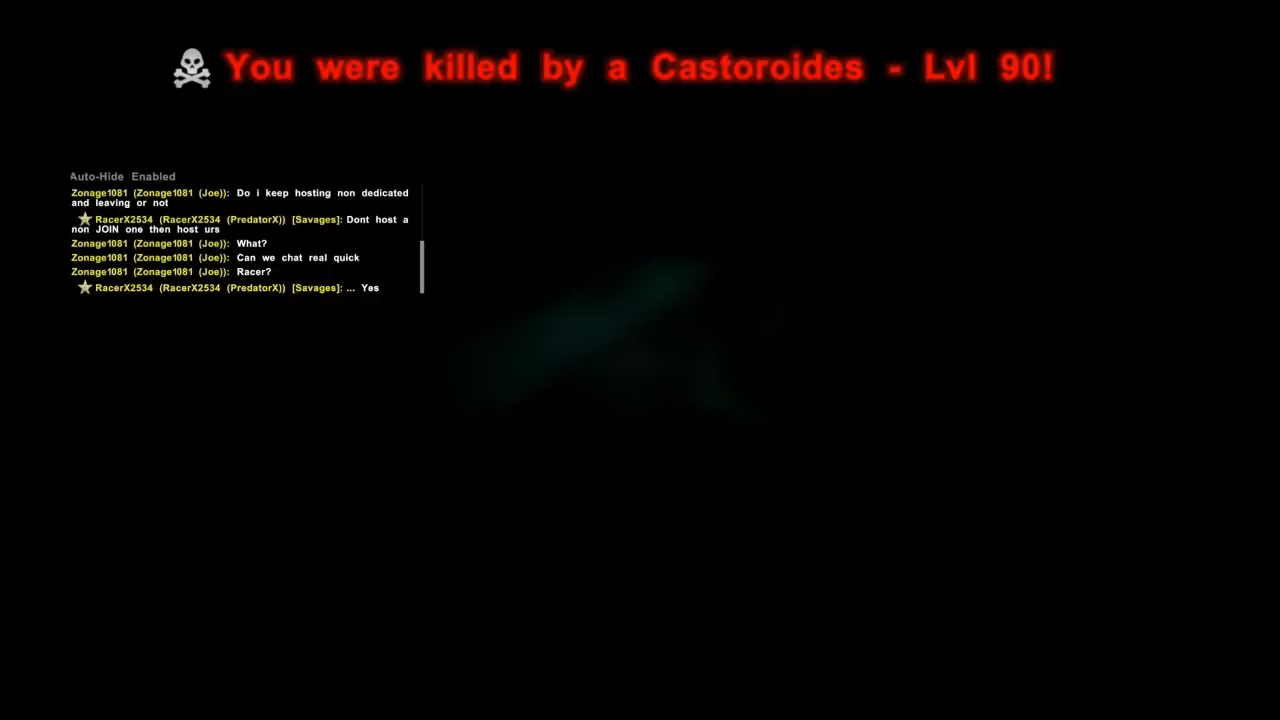 You were killed by a Castoroides - Lvl 90!
Auto-Hide Enabled
Zonage1081 (Zonage1081 (Joe)): Do i keep hosting non dedicated
and leaving or not
RacerX2534 (RacerX2534 (PredatorX)) [Savages]: Dont host a
non JOIN one then host urs
Zonage1081 (Zonage1081 (Joe)): What?
Zonage1081 (Zonage1081 (Joe)): Can we chat real quick
Zonage1081 (Zonage1081 (Joe)): Racer?
RacerX2534 (RacerX2534 (PredatorX)) [Savages]: ... Yes